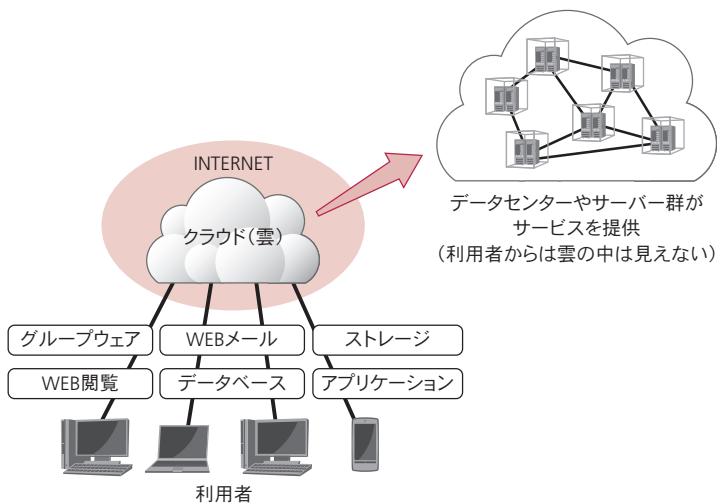 INTERNET
クラウド（雲）
データセンターやサーバー群が
サービスを提供
（利用者からは雲の中は見えない）
グループウェア
WEBメール
ストレージ
WEB閲覧
データベース
アプリケーション
利用者